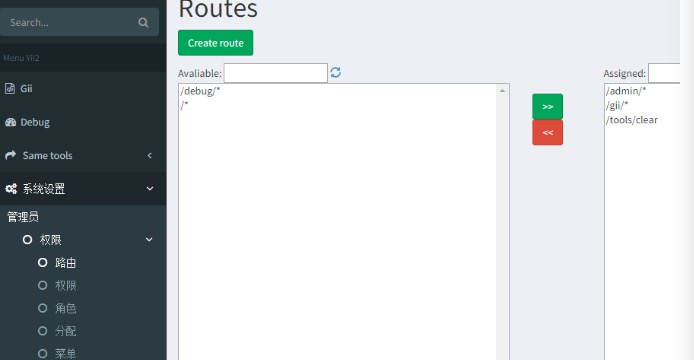 Search...
Menu Yii2
Gii
Debug
Same tools
系统设置
管理员
权限
路由
权限
角色
分配
菜单
Routes
Create route
Avaliable:
/debug/*
/*
>>
<<
Assigned:
/admin/*
/gii/*
/tools/clear